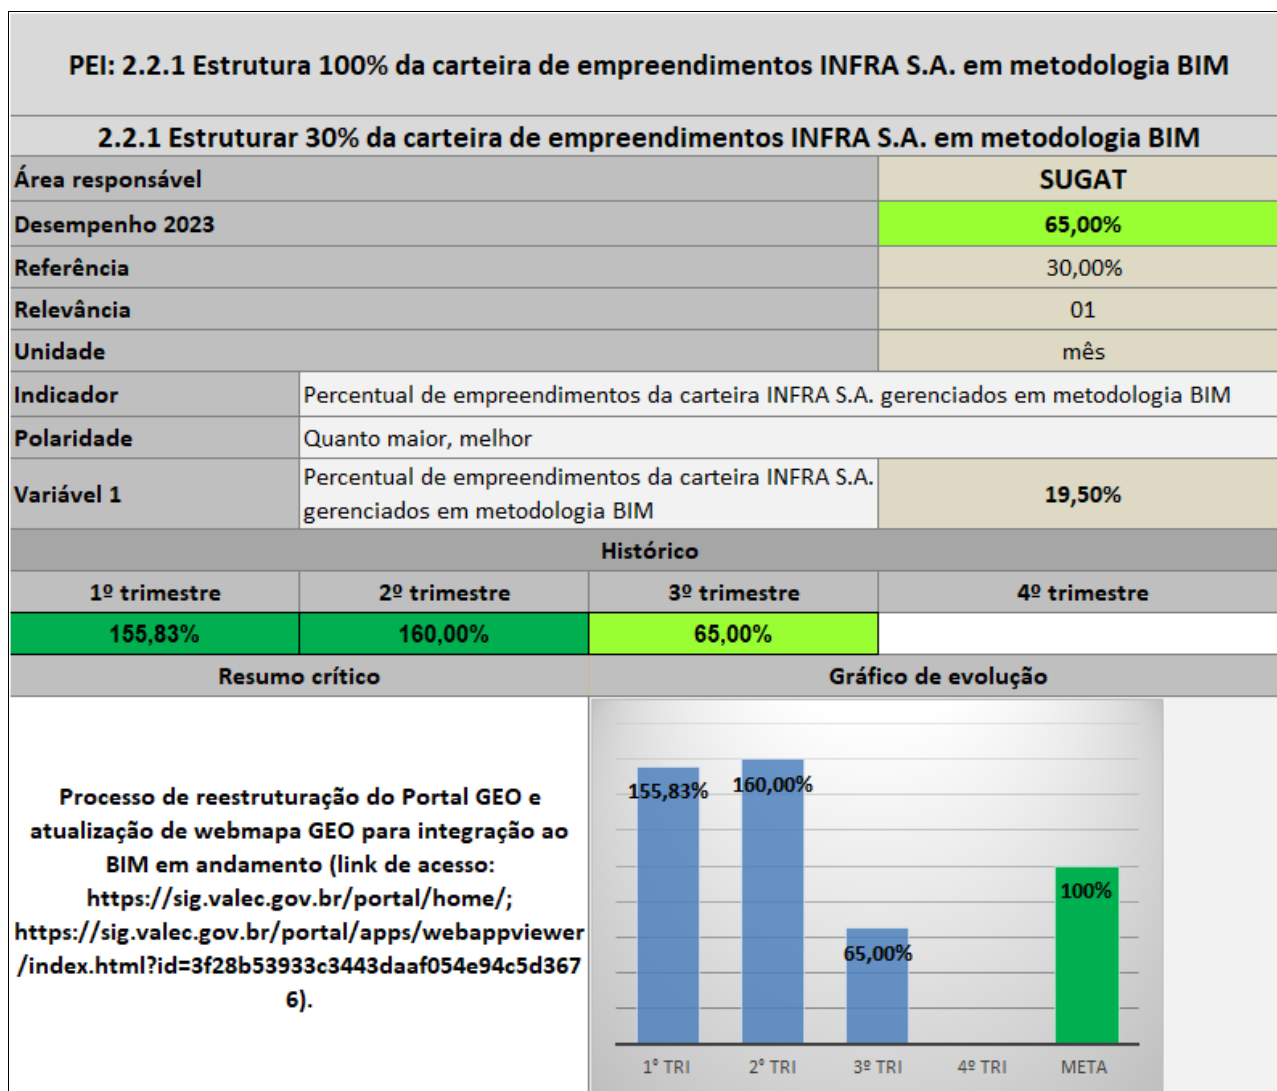 PEI: 2.2.1 Estrutura 100% da carteira de empreendimentos INFRA S.A. em metodologia BIM
2.2.1 Estruturar 30% da carteira de empreendimentos INFRA S.A. em metodologia BIM
Área responsável SUGAT
Desempenho 2023 65,00%
Referência 30,00%
Relevância 01
Unidade mês
Indicador Percentual de empreendimentos da carteira INFRA S.A. gerenciados em metodologia BIM
Polaridade Quanto maior, melhor
Variável 1 Percentual de empreendimentos da carteira INFRA S.A.
gerenciados em metodologia BIM 19,50%
Histórico
1º trimestre 2º trimestre 3º trimestre 4º trimestre
155,83% 160,00% 65,00%
Resumo crítico Gráfico de evolução
Processo de reestruturação do Portal GEO e
atualização de webmapa GEO para integração ao
BIM em andamento (link de acesso:
https://sig.valec.gov.br/portal/home/;
https://sig.valec.gov.br/portal/apps/webappviewer
/index.html?id=3f28b53933c3443daaf054e94c5d367
6).
155,83% 160,00% 65,00% 100%
1º TRI 2º TRI 3º TRI 4º TRI META